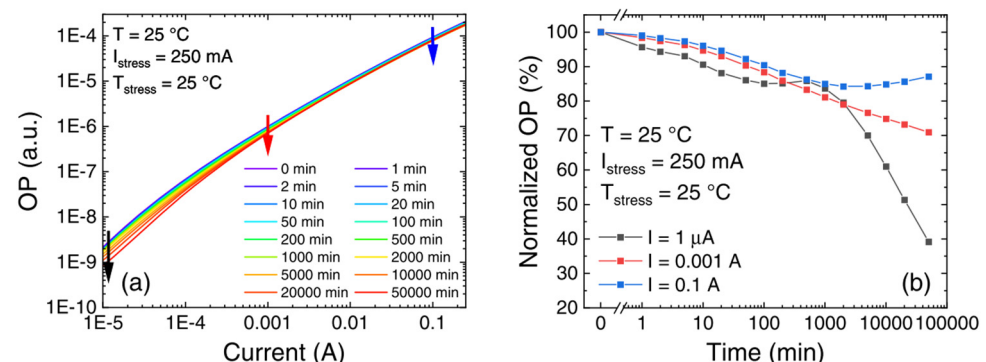 (a)
T = 25 °C
Istress = 250 mA
Tstress = 25 °C
OP (a.u.)
1E-4
1E-5
1E-6
1E-7
1E-8
1E-9
1E-10
0 min 1 min
2 min 5 min
10 min 20 min
50 min 100 min
200 min 500 min
1000 min 2000 min
5000 min 10000 min
20000 min 50000 min
(a)
1E-5 1E-4 0.001 0.01 0.1
Current (A)
(b)
Normalized OP (%)
100
90
80
70
60
50
40
30
20
T = 25 °C
Istress = 250 mA
Tstress = 25 °C
I = 1 µA
I = 0.001 A
I = 0.1 A
(b)
0 1 10 100 1000 10000 100000
Time (min)